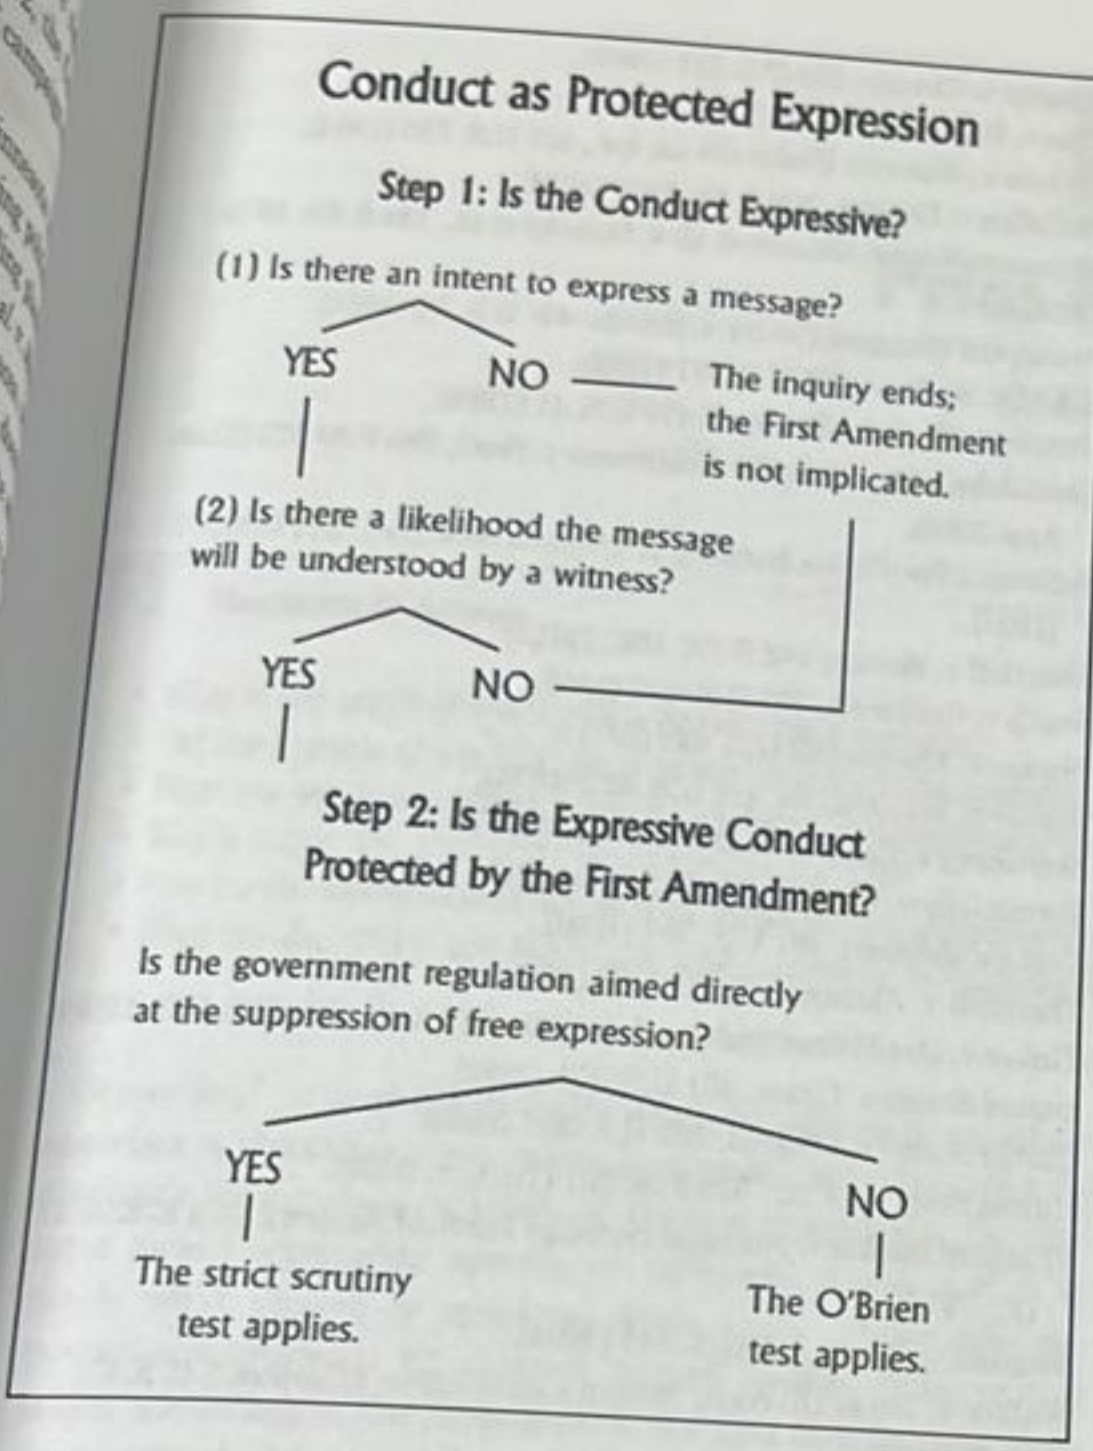 Conduct as Protected Expression
Step 1: Is the Conduct Expressive?
(1) Is there an intent to express a message?
YES
NO
The inquiry ends;
the First Amendment
is not implicated.
(2) Is there a likelihood the message
will be understood by a witness?
YES
NO
Step 2: Is the Expressive Conduct
Protected by the First Amendment?
Is the government regulation aimed directly
at the suppression of free expression?
YES
NO
The strict scrutiny
test applies.
The O'Brien
test applies.